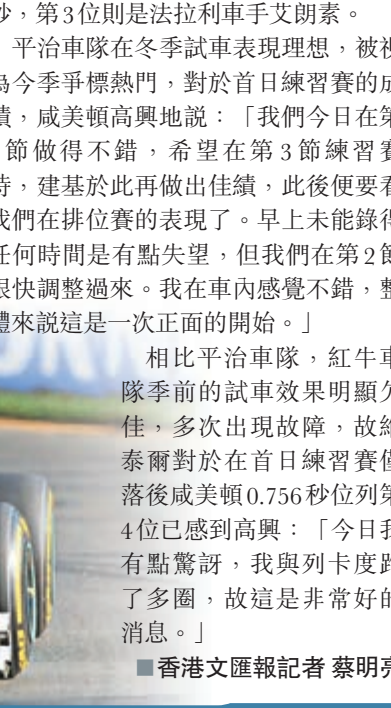 少，第3位則是法拉利車手艾朗素。
平治車隊在冬季試車表現理想，被視
為今季爭標熱門，對於首日練習賽的成
績，咸美頓高興地說：「我們今日在第
節做得不錯，希望在第3節練習賽
時，建基於此再做出佳績，此後便要看
我們在排位賽的表現了。早上未能錄得
任何時間是有點失望，但我們在第2節
很快調整過來。我在車內感覺不錯，整
體來說這是一次正面的開始。」
相比平治車隊，紅牛車
隊季前的試車效果明顯欠
佳，多次出現故障，故維
泰爾對於在首日練習賽僅
落後咸美頓0.756秒位列第
4位已感到高興：「今日我
有點驚訝，我與列卡度跑
了多圈，故這是非常好的
消息。」
■香港文匯報記者 蔡明亮